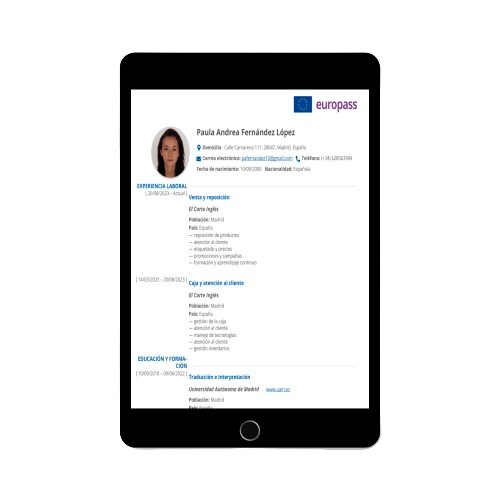 europass
Paula Andrea Fernández López
Domicilio : Calle Camarena 111, 28047, Madrid, España
Correo electrónico: pafernandez10@gmail.com Teléfono: (+34) 628563984
Fecha de nacimiento: 10/09/2000 Nacionalidad: Española
EXPERIENCIA LABORAL
[ 20/08/2023 – Actual ]
Venta y reposición
El Corte Inglés
Población: Madrid
País: España
— reposición de productos
— atención al cliente
— etiquetado y precios
— promociones y campañas
— formación y aprendizaje continuo
[ 14/03/2023 – 20/06/2023 ]
Caja y atención al cliente
El Corte Inglés
Población: Madrid
País: España
— gestión de la caja
— atención al cliente
— manejo de tecnologías
— atención al cliente
— gestión inventarios
EDUCACIÓN Y FORMA-
CIÓN
[ 10/09/2018 – 09/06/2022 ]
Traducción e Interpretación
Universidad Autónoma de Madrid www.uam.es
Población: Madrid
País: España